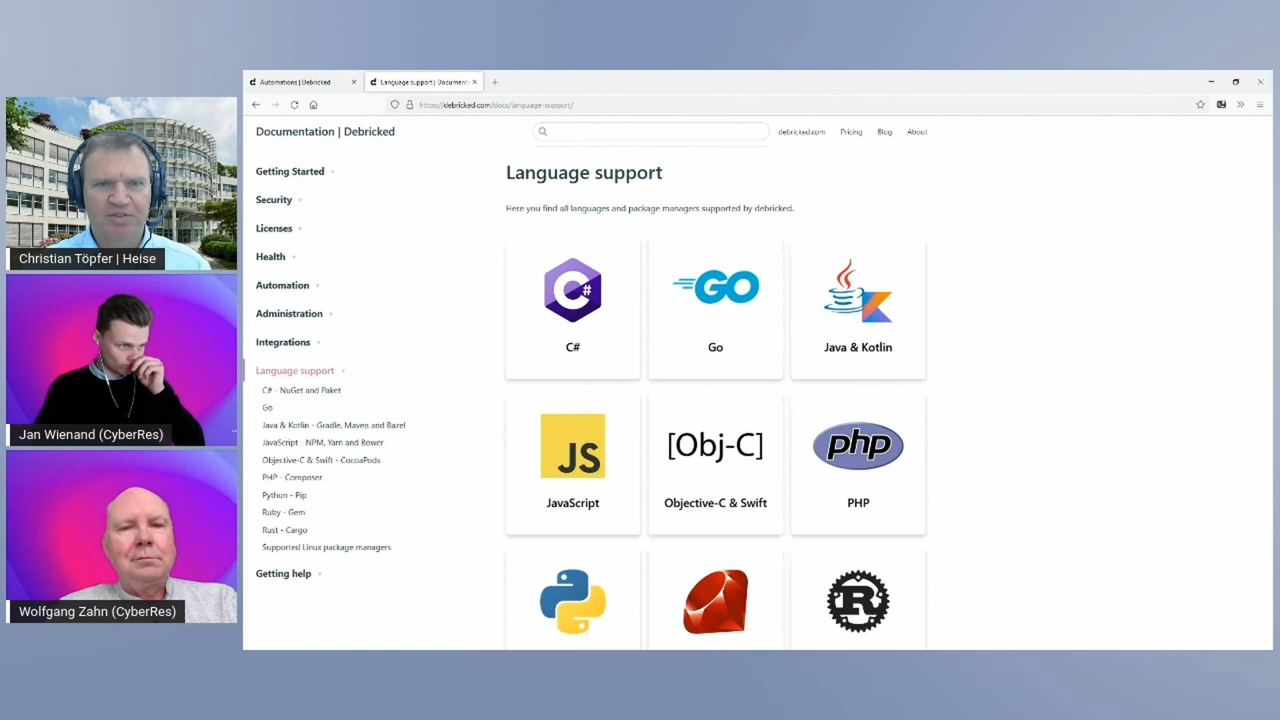 Automations | Debricked
Language support | Document
https://debricked.com/docs/language-support/
Documentation | Debricked
debricked.com
Pricing
Blog
About
Getting Started
Security
Licenses
Health
Automation
Administration
Integrations
Language support
C# - NuGet and Paket
Go
Java & Kotlin - Gradle, Maven and Bazel
JavaScript - NPM, Yarn and Bower
Objective-C & Swift - CocoaPods
PHP - Composer
Python - Pip
Ruby - Gem
Rust - Cargo
Supported Linux package managers
Getting help
Language support
Here you find all languages and package managers supported by debricked.
C#
C#
GO
Go
Java & Kotlin
JS
JavaScript
[Obj-C]
Objective-C & Swift
php
PHP
R
Christian Töpfer | Heise
Jan Wienand (CyberRes)
Wolfgang Zahn (CyberRes)